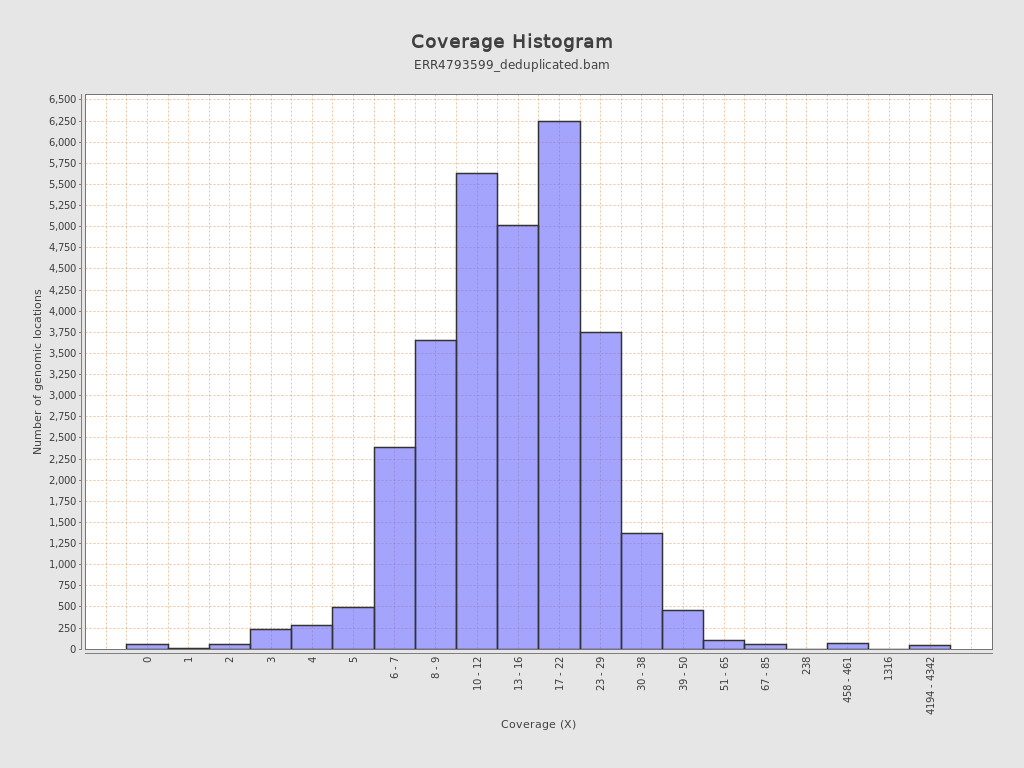 Coverage Histogram
ERR4793599_deduplicated.bam
Number of genomic locations
6,500
6,250
6,000
5,750
5,500
5,250
5,000
4,750
4,500
4,250
4,000
3,750
3,500
3,250
3,000
2,750
2,500
2,250
2,000
1,750
1,500
1,250
1,000
750
500
250
0
0
1
2
3
4
5
6 - 7
8 - 9
10 - 12
13 - 16
17 - 22
23 - 29
30 - 38
39 - 50
51 - 65
67 - 85
238
458 - 461
1316
4194 - 4342
Coverage (X)